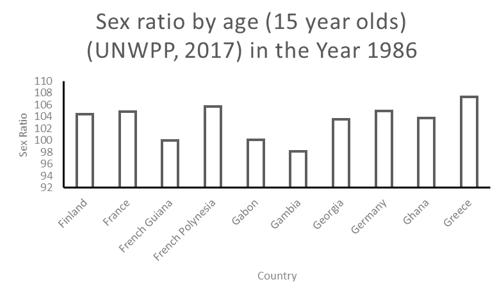 Sex ratio by age (15 year olds)
(UNWPP, 2017) in the Year 1986
110
108
106
104
102
100
98
96
94
92
Sex Ratio
Finland
France
French Guiana
French Polynesia
Gabon
Gambia
Georgia
Germany
Ghana
Greece
Country